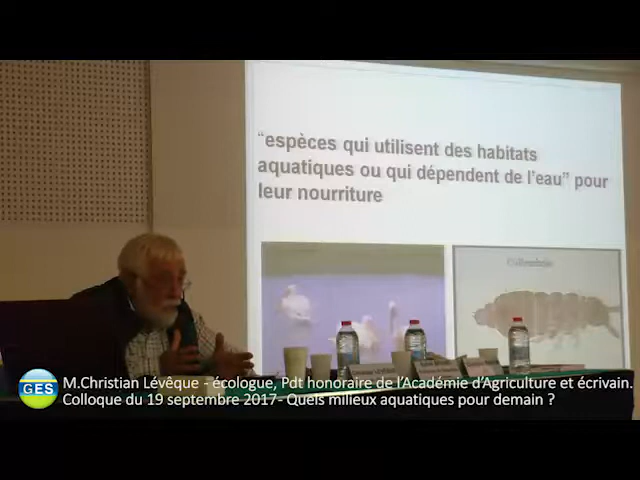 “espèces qui utilisent des habitats
aquatiques ou qui dépendent de l'eau” pour
leur nourriture
GES
M.Christian Lévêque - écologue, Pdt honoraire de l'Académie d'Agriculture et écrivain.
Colloque du 19 septembre 2017- Quels milieux aquatiques pour demain ?